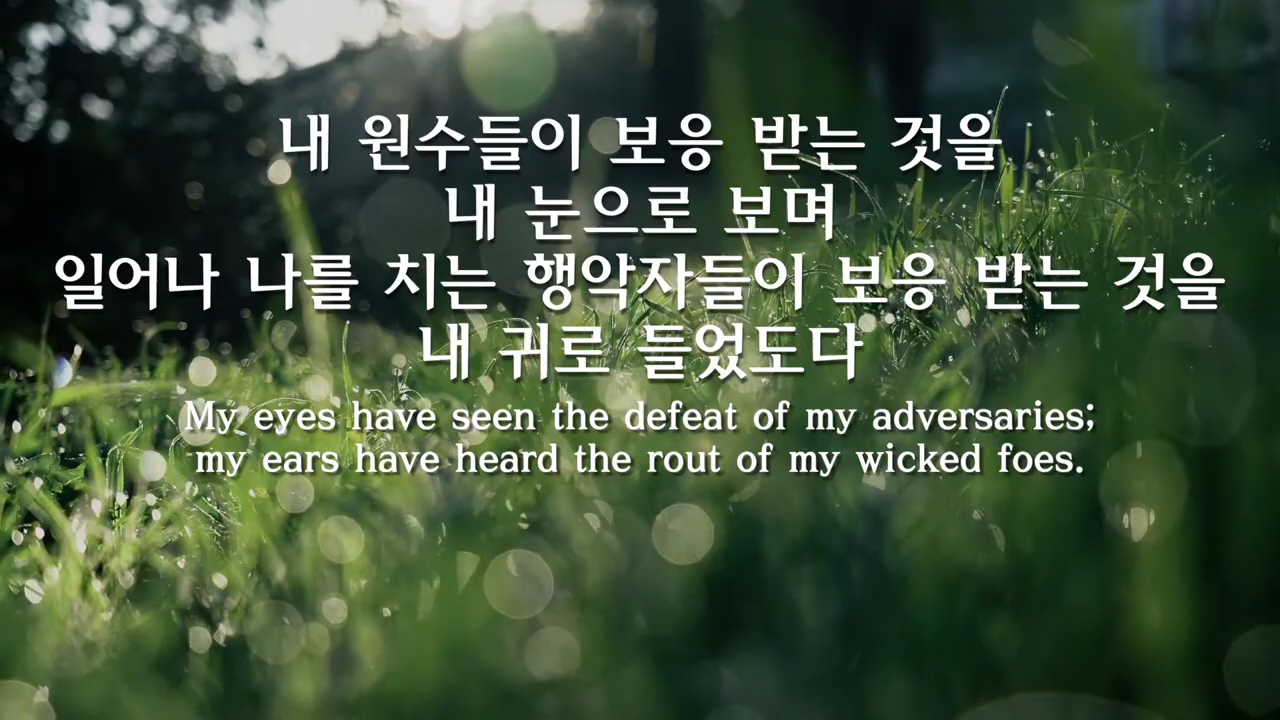 내 원수들이 보응 받는 것을
내 눈으로 보며
일어나 나를 치는 행악자들이 보응 받는 것을
내 귀로 들었도다
My eyes have seen the defeat of my adversaries;
my ears have heard the rout of my wicked foes.